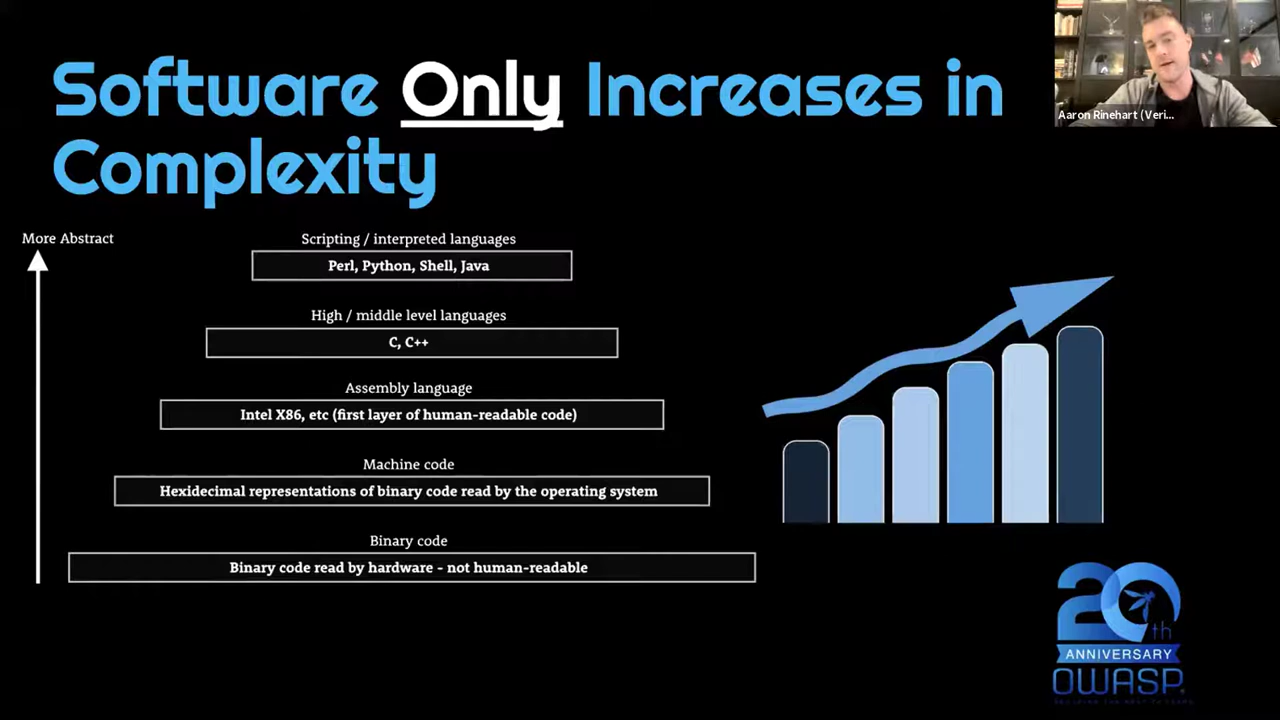 Software Only Increases in
Complexity
Aaron Rinehart (Veri...
More Abstract
Scripting / interpreted languages
Perl, Python, Shell, Java
High / middle level languages
C, C++
Assembly language
Intel X86, etc (first layer of human-readable code)
Machine code
Hexidecimal representations of binary code read by the operating system
Binary code
Binary code read by hardware - not human-readable
20th
ANNIVERSARY
OWASP